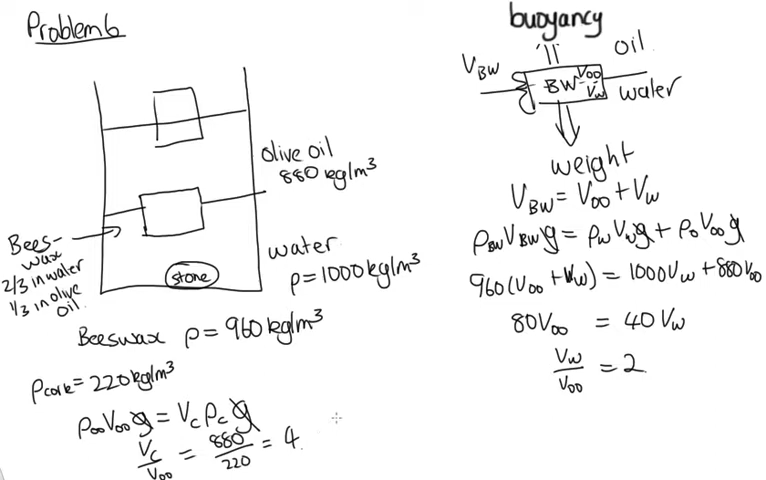 Problem 6
olive oil
880 kg/m³
Bees-
wax
2/3 in water
1/3 in olive
oil.
water
ρ=1000kg/m³
stone
Beeswax ρ = 960 kg/m³
ρcork = 220 kg/m³
ρoo Voo g = Vc ρc g
Vc/Voo = 880/220 = 4
buoyancy
oil
VBW
BW
Voo
Vw
water
weight
VBW = Voo + Vw
ρBW VBW g = ρw Vw g + ρo Voo g
960(Voo + Vw) = 1000Vw + 880Voo
80Voo = 40Vw
Vw/Voo = 2